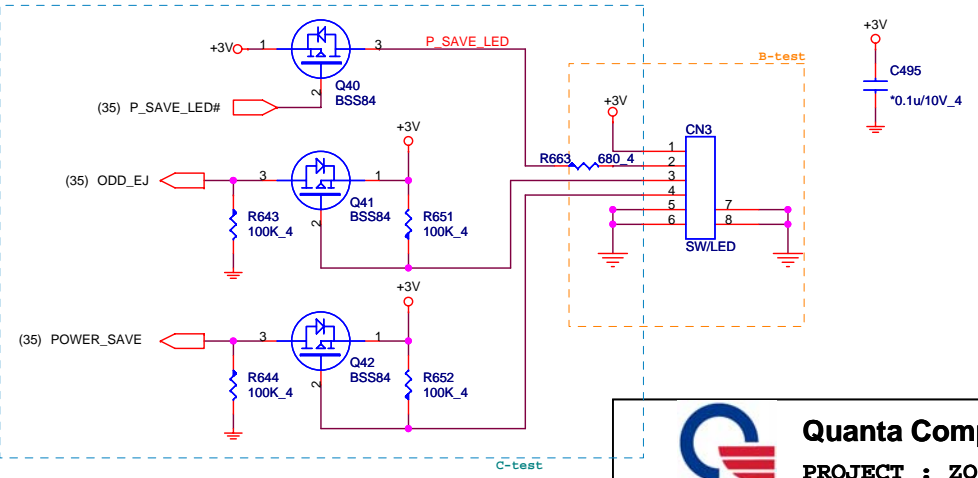 +3V
1
3
P_SAVE_LED
Q40
BSS84
2
(35) P_SAVE_LED#
+3V
C495
*0.1u/10V_4
B-test
+3V
CN3
1
2
3
4
5
6
7
8
SW/LED
R663
680_4
+3V
(35) ODD_EJ
3
1
Q41
BSS84
2
R643
100K_4
R651
100K_4
+3V
(35) POWER_SAVE
3
1
Q42
BSS84
2
R644
100K_4
R652
100K_4
C-test
Quanta Comp
PROJECT : ZO